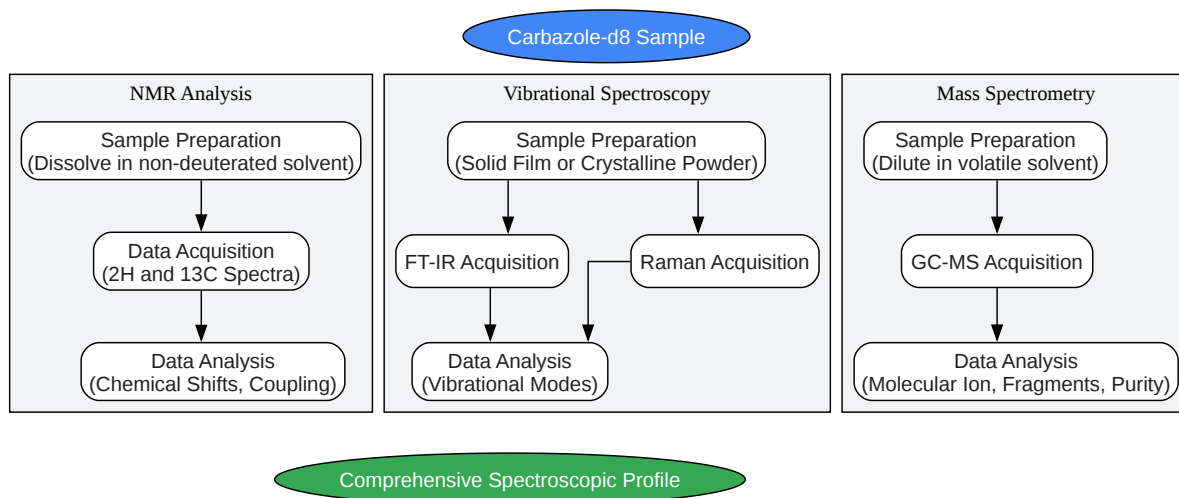 Carbazole-d8 Sample
NMR Analysis
Sample Preparation
(Dissolve in non-deuterated solvent)
Data Acquisition
(2H and 13C Spectra)
Data Analysis
(Chemical Shifts, Coupling)
Vibrational Spectroscopy
Sample Preparation
(Solid Film or Crystalline Powder)
FT-IR Acquisition
Raman Acquisition
Data Analysis
(Vibrational Modes)
Mass Spectrometry
Sample Preparation
(Dilute in volatile solvent)
GC-MS Acquisition
Data Analysis
(Molecular Ion, Fragments, Purity)
Comprehensive Spectroscopic Profile